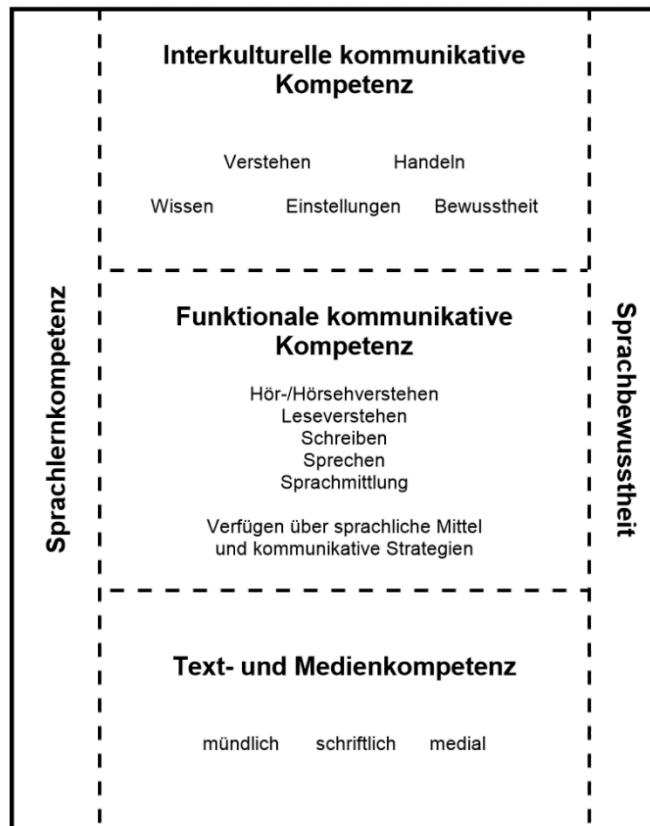 Interkulturelle kommunikative
Kompetenz
Verstehen Handeln
Wissen Einstellungen Bewusstheit
Sprachlernkompetenz
Funktionale kommunikative
Kompetenz
Hör-/Hörsehverstehen
Leseverstehen
Schreiben
Sprechen
Sprachmittlung
Verfügen über sprachliche Mittel
und kommunikative Strategien
Sprachbewusstheit
Text- und Medienkompetenz
mündlich schriftlich medial